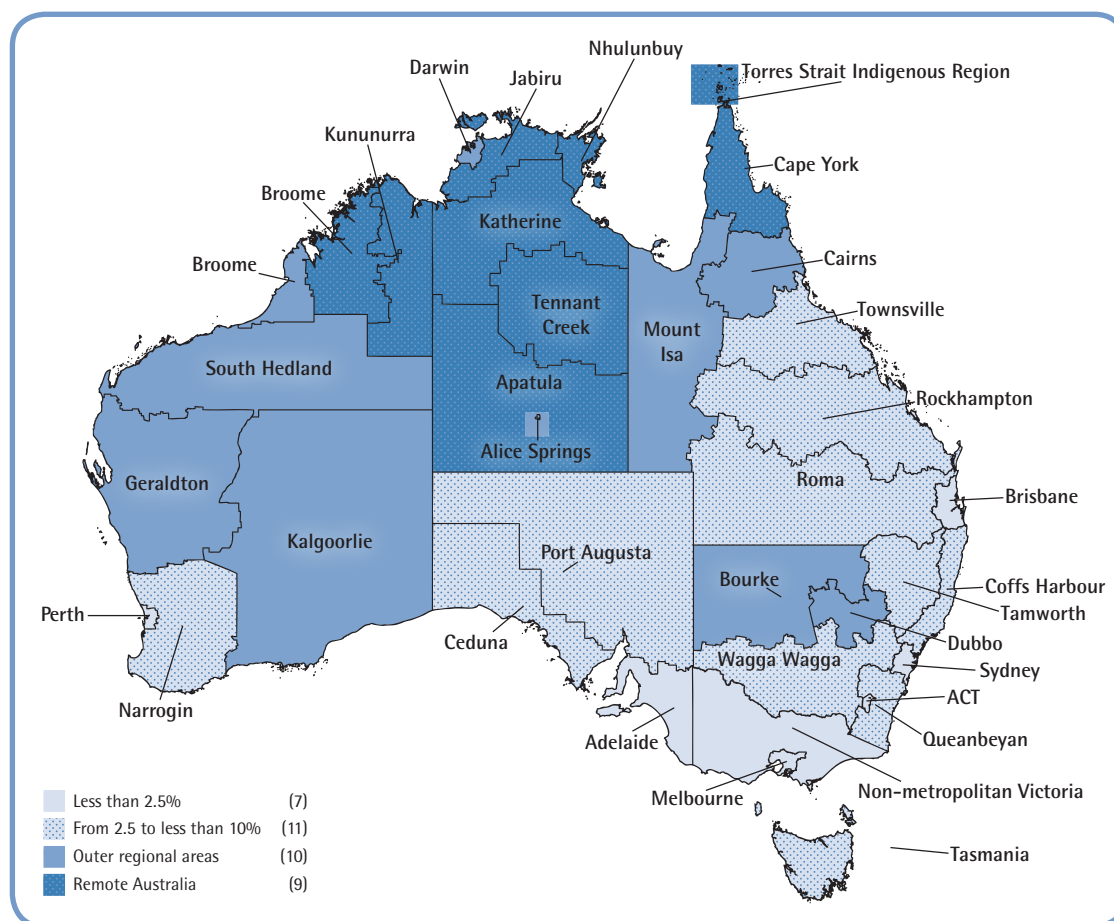 Nhulunbuy
Darwin
Jabiru
Torres Strait Indigenous Region
Kununurra
Cape York
Broome
Katherine
Broome
Cairns
Tennant
Creek
Townsville
Mount
Isa
South Hedland
Apatula
Rockhampton
Alice Springs
Geraldton
Roma
Brisbane
Kalgoorlie
Port Augusta
Bourke
Coffs Harbour
Perth
Tamworth
Ceduna
Dubbo
Wagga Wagga
Sydney
ACT
Narrogin
Adelaide
Queanbeyan
Melbourne
Non-metropolitan Victoria
Tasmania
Less than 2.5% (7)
From 2.5 to less than 10% (11)
Outer regional areas (10)
Remote Australia (9)